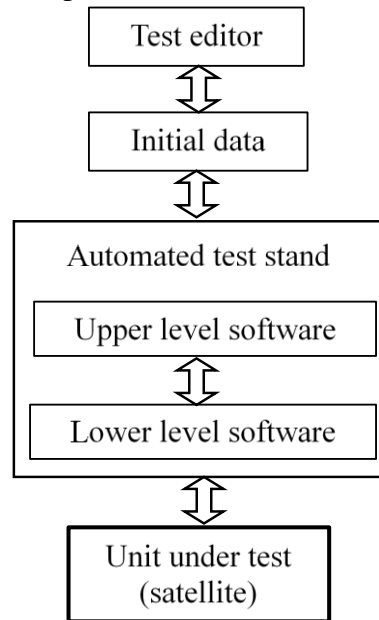 Test editor
Initial data
Automated test stand
Upper level software
Lower level software
Unit under test
(satellite)